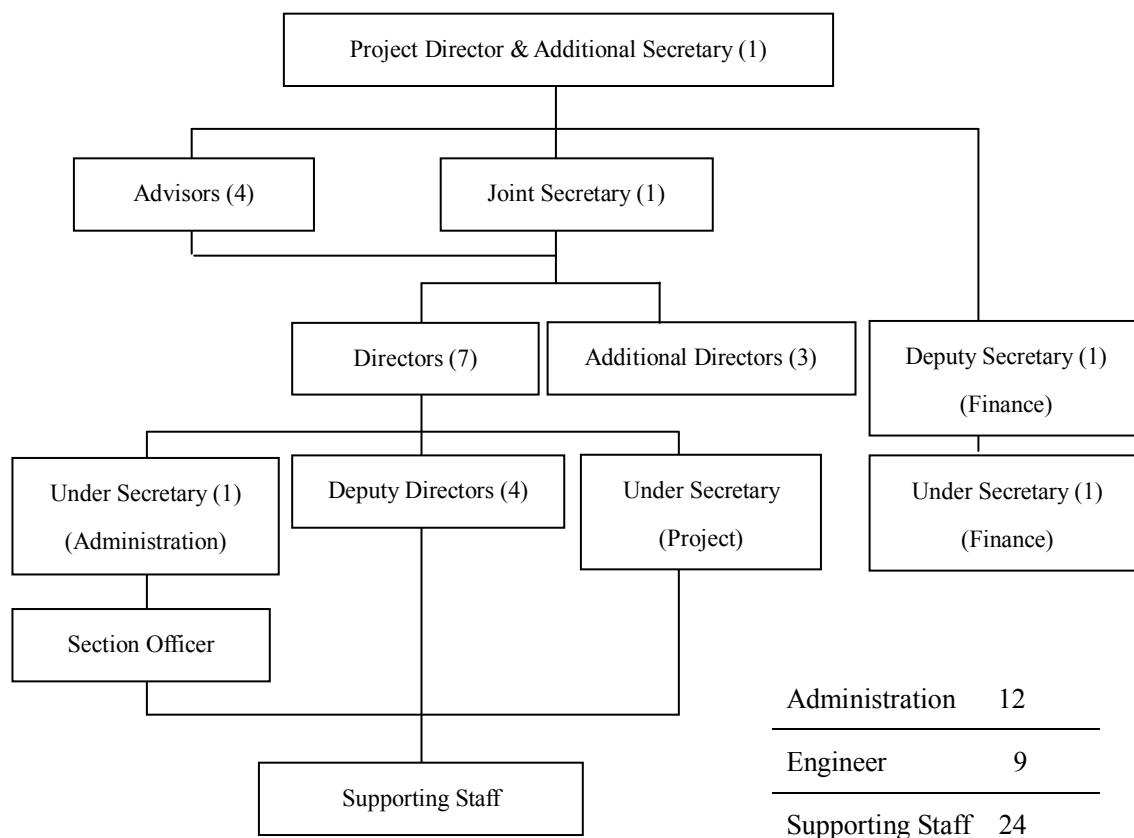 Project Director & Additional Secretary (1)
Advisors (4)
Joint Secretary (1)
Directors (7)
Additional Directors (3)
Deputy Secretary (1)
(Finance)
Under Secretary (1)
(Administration)
Deputy Directors (4)
Under Secretary
(Project)
Under Secretary (1)
(Finance)
Section Officer
Supporting Staff
Administration 12
Engineer 9
Supporting Staff 24